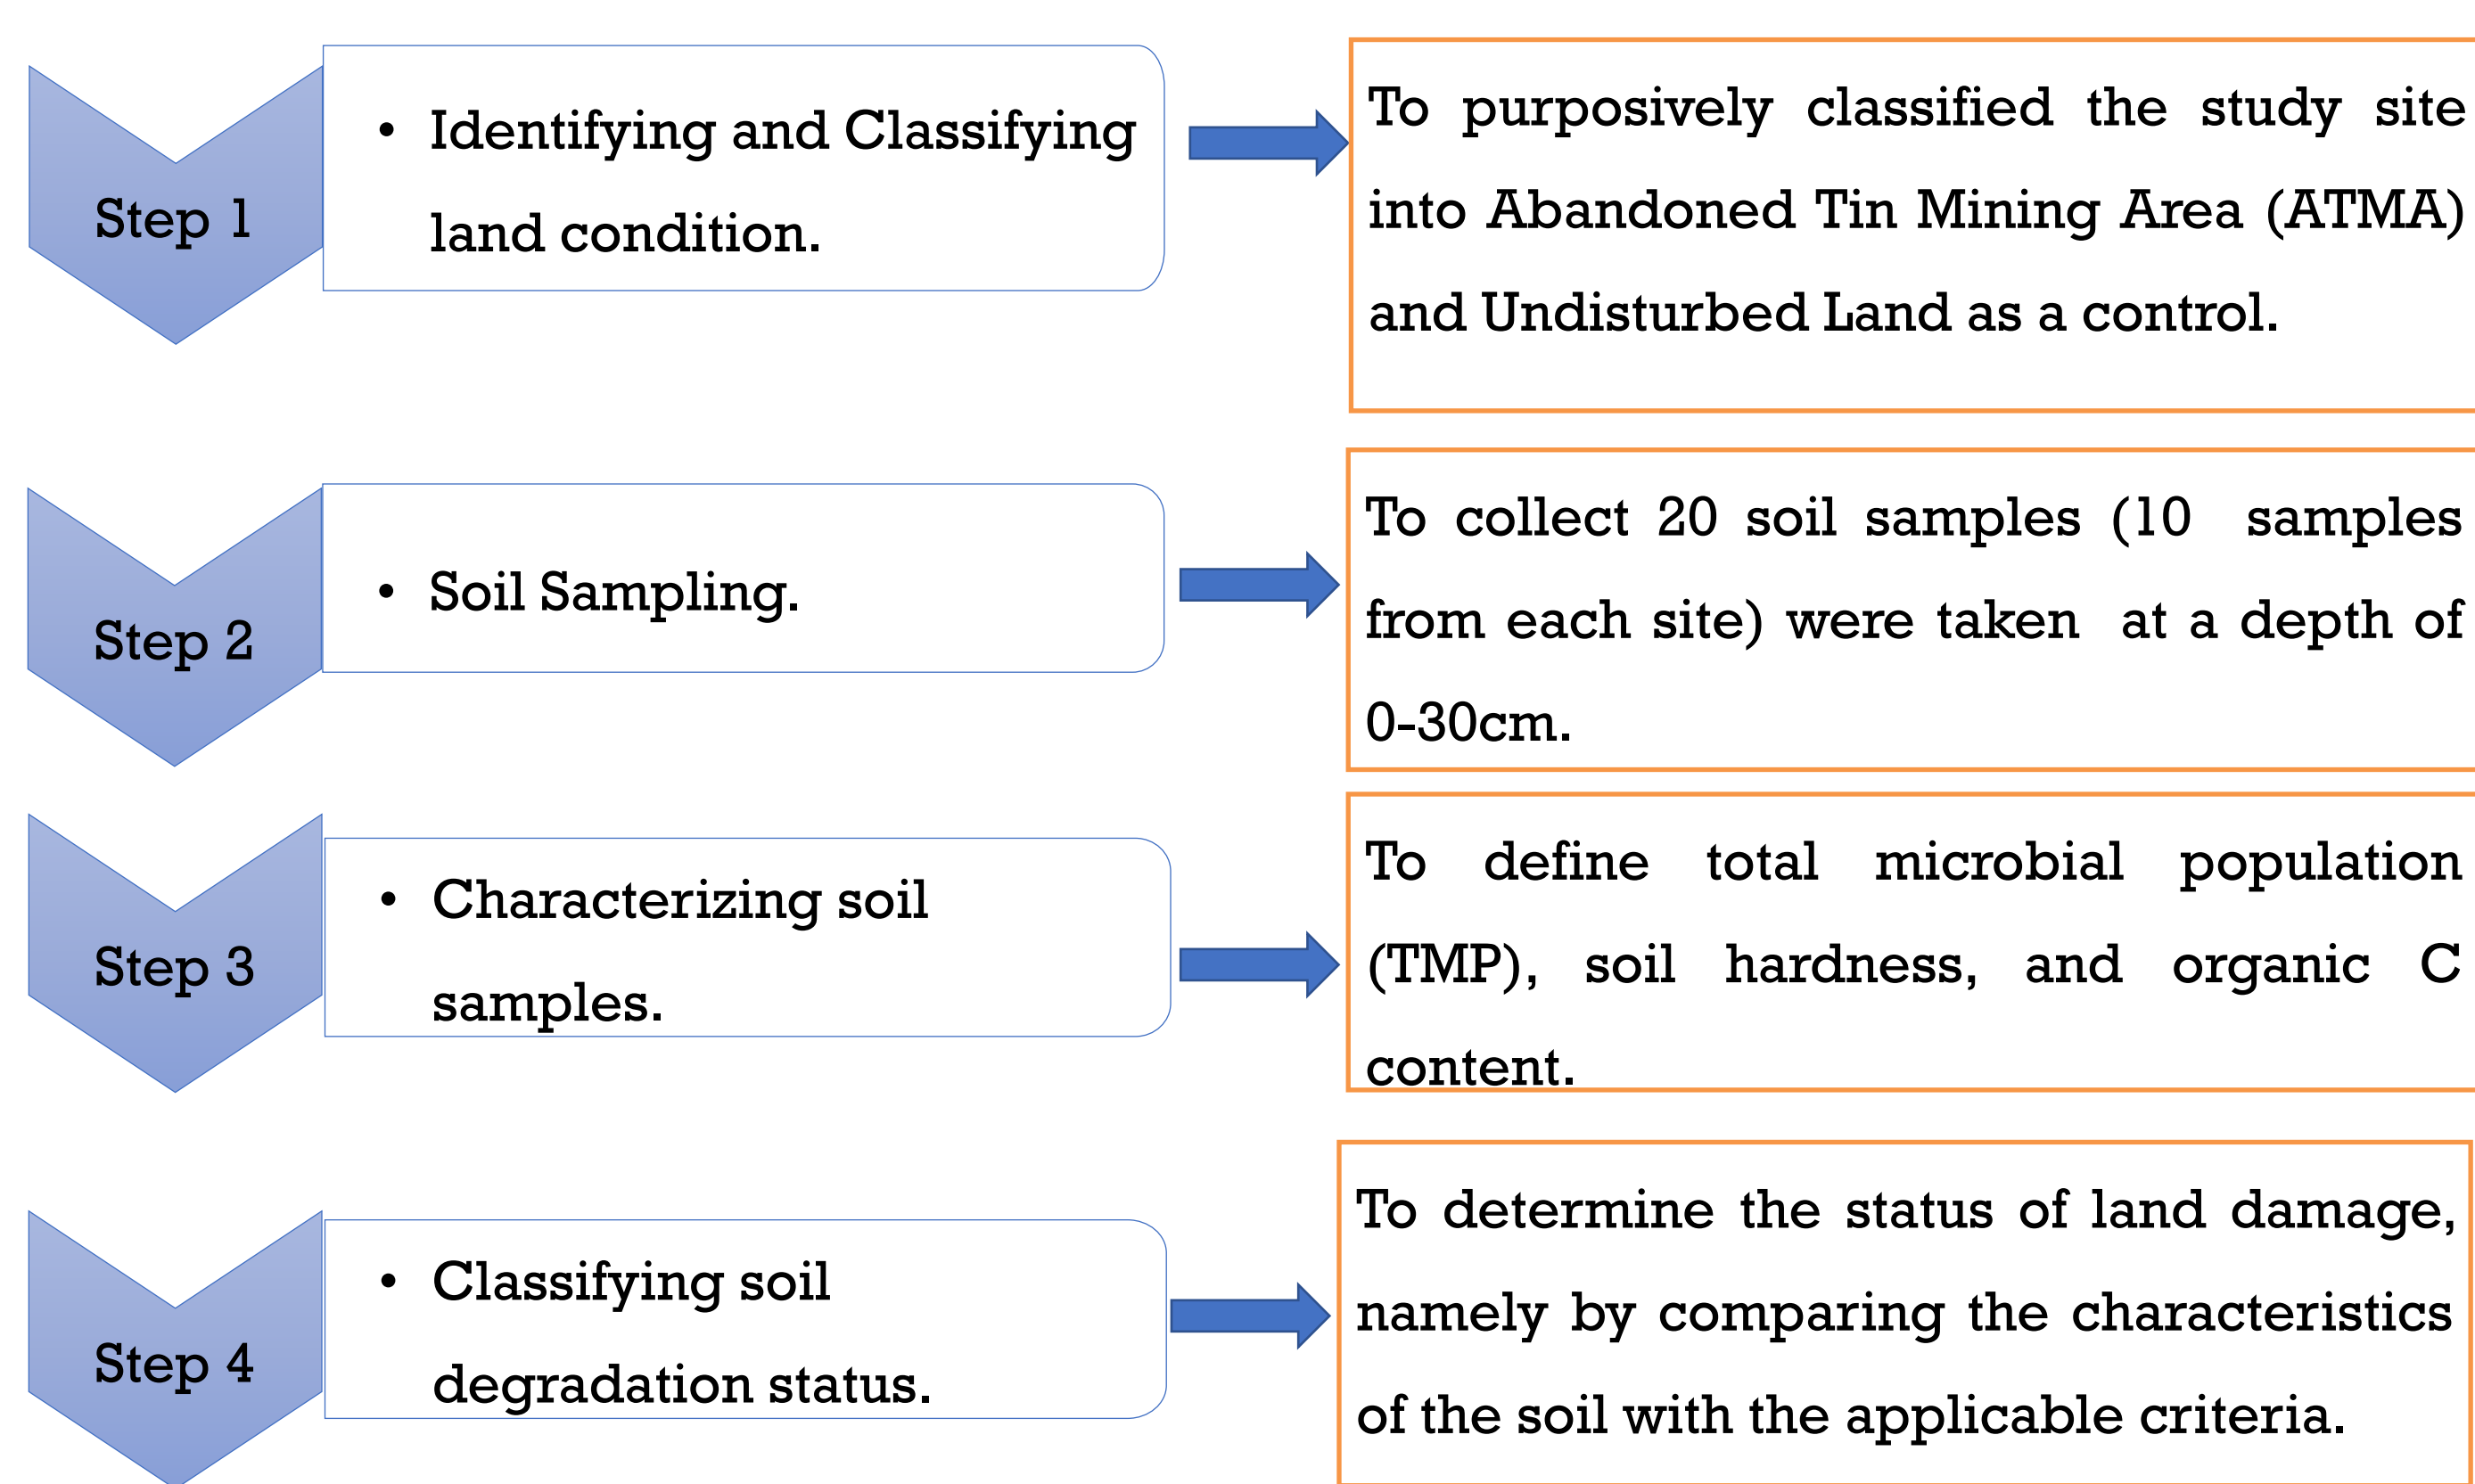 Step 1
• Identifying and Classifying
land condition.
To purposively classified the study site
into Abandoned Tin Mining Area (ATMA)
and Undisturbed Land as a control.
Step 2
• Soil Sampling.
To collect 20 soil samples (10 samples
from each site) were taken at a depth of
0-30cm.
Step 3
• Characterizing soil
samples.
To define total microbial population
(TMP), soil hardness, and organic C
content.
Step 4
• Classifying soil
degradation status.
To determine the status of land damage,
namely by comparing the characteristics
of the soil with the applicable criteria.